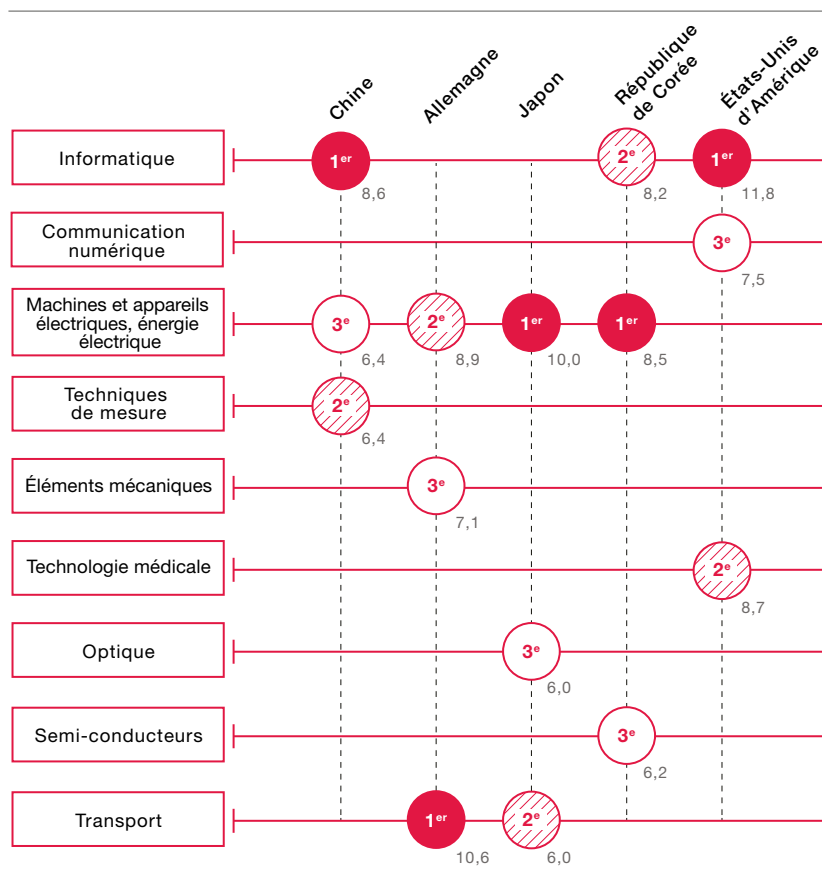 Chine
Allemagne
Japon
République
de Corée
États-Unis
d'Amérique
Informatique
1er
8,6
2e
8,2
1er
11,8
Communication
numérique
3e
7,5
Machines et appareils
électriques, énergie
électrique
3e
6,4
2e
8,9
1er
10,0
1er
8,5
Techniques
de mesure
2e
6,4
Éléments mécaniques
3e
7,1
Technologie médicale
2e
8,7
Optique
3e
6,0
Semi-conducteurs
3e
6,2
Transport
1er
10,6
2e
6,0